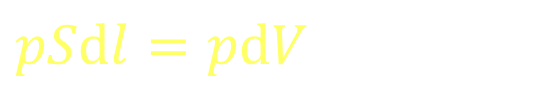 pSdl = pdV